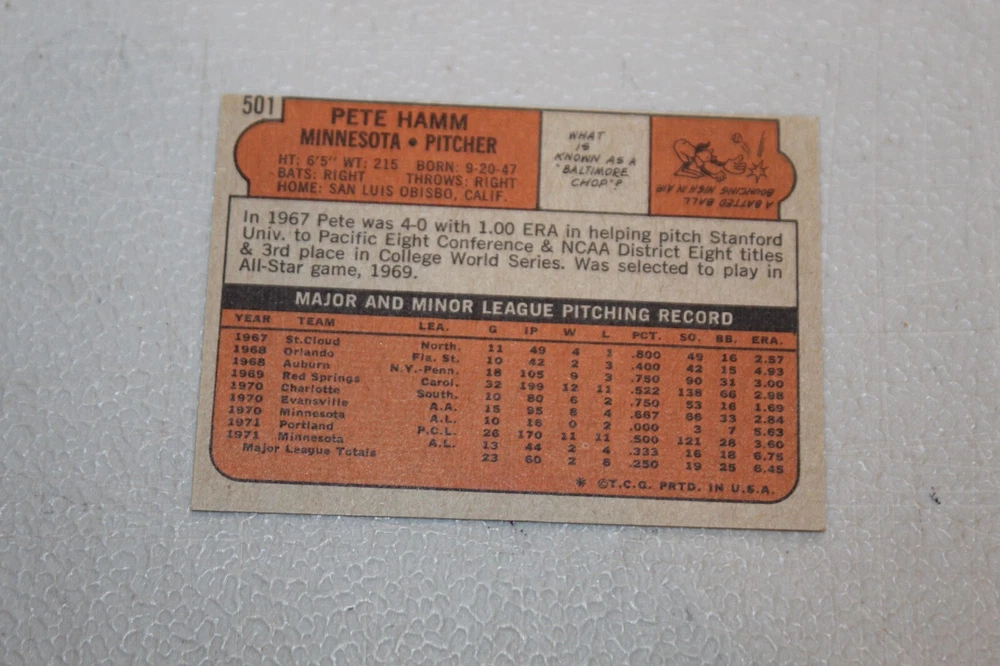 501
PETE HAMM
MINNESOTA • PITCHER
HT: 6'5" WT: 215 BORN: 9-20-47
BATS: RIGHT THROWS: RIGHT
HOME: SAN LUIS OBISBO, CALIF.
WHAT
IS
KNOWN AS A
"BALTIMORE
CHOP"?
A BATTED BALL
BOUNCING HIGH IN AIR
In 1967 Pete was 4-0 with 1.00 ERA in helping pitch Stanford
Univ. to Pacific Eight Conference & NCAA District Eight titles
& 3rd place in College World Series. Was selected to play in
All-Star game, 1969.
MAJOR AND MINOR LEAGUE PITCHING RECORD
YEAR TEAM LEA. G IP W L PCT. SO. BB. ERA.
1967 St.Cloud North. 11 49 4 1 .800 49 16 2.57
1968 Orlando Fla. St. 10 42 2 3 .400 42 15 4.93
1968 Auburn N.Y.-Penn. 18 105 9 3 .750 90 31 3.00
1969 Red Springs Carol. 32 199 12 11 .522 138 66 2.98
1970 Charlotte South. 10 80 6 2 .750 53 16 1.69
1970 Evansville A.A. 15 95 8 4 .667 66 33 2.84
1970 Minnesota A.L. 10 16 0 2 .000 3 7 5.63
1971 Portland P.C.L. 26 170 11 11 .500 121 28 3.60
1971 Minnesota A.L. 13 44 2 4 .333 16 18 6.75
Major League Totals 23 60 2 6 .250 19 25 6.45
* ©T.C.G. PRTD. IN U.S.A.